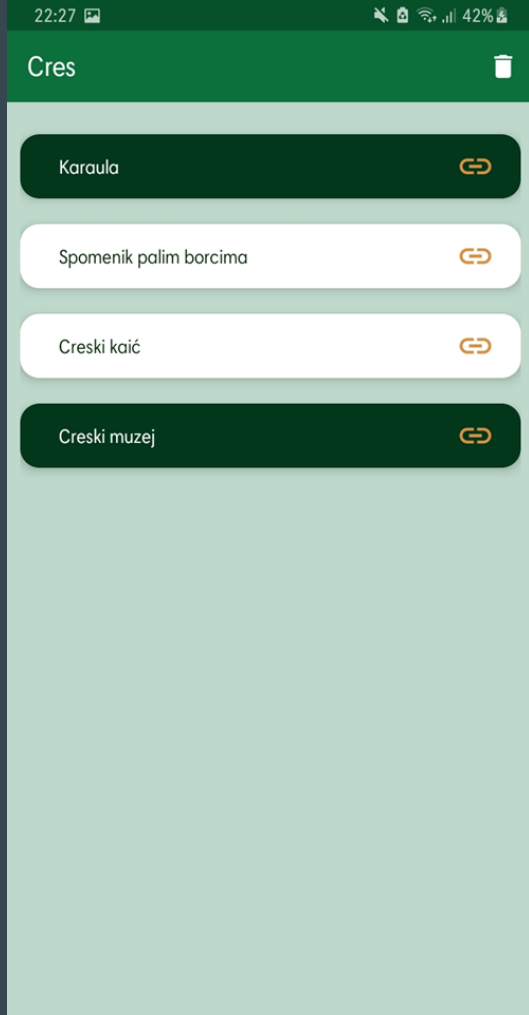 22:27
42%
Cres
Karaula
Spomenik palim borcima
Creski kaić
Creski muzej